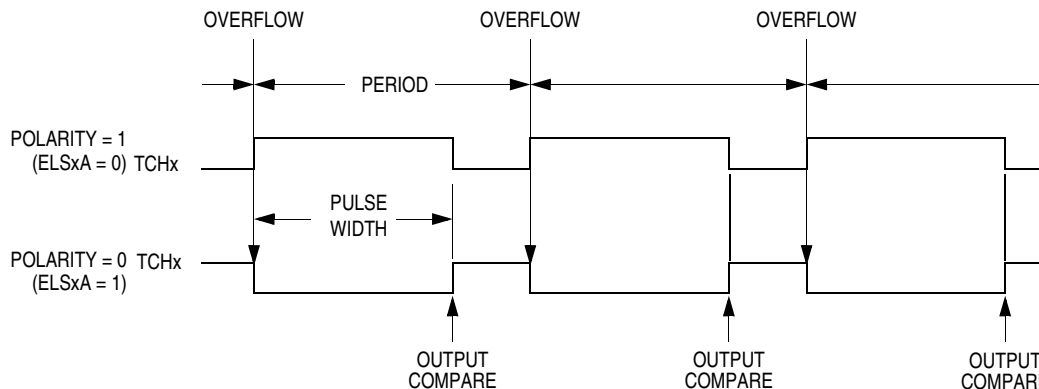 OVERFLOW OVERFLOW OVERFLOW
PERIOD
POLARITY = 1
(ELSxA = 0) TCHx
PULSE
WIDTH
POLARITY = 0 TCHx
(ELSxA = 1)
OUTPUT OUTPUT OUTPUT
COMPARE COMPARE COMPARE